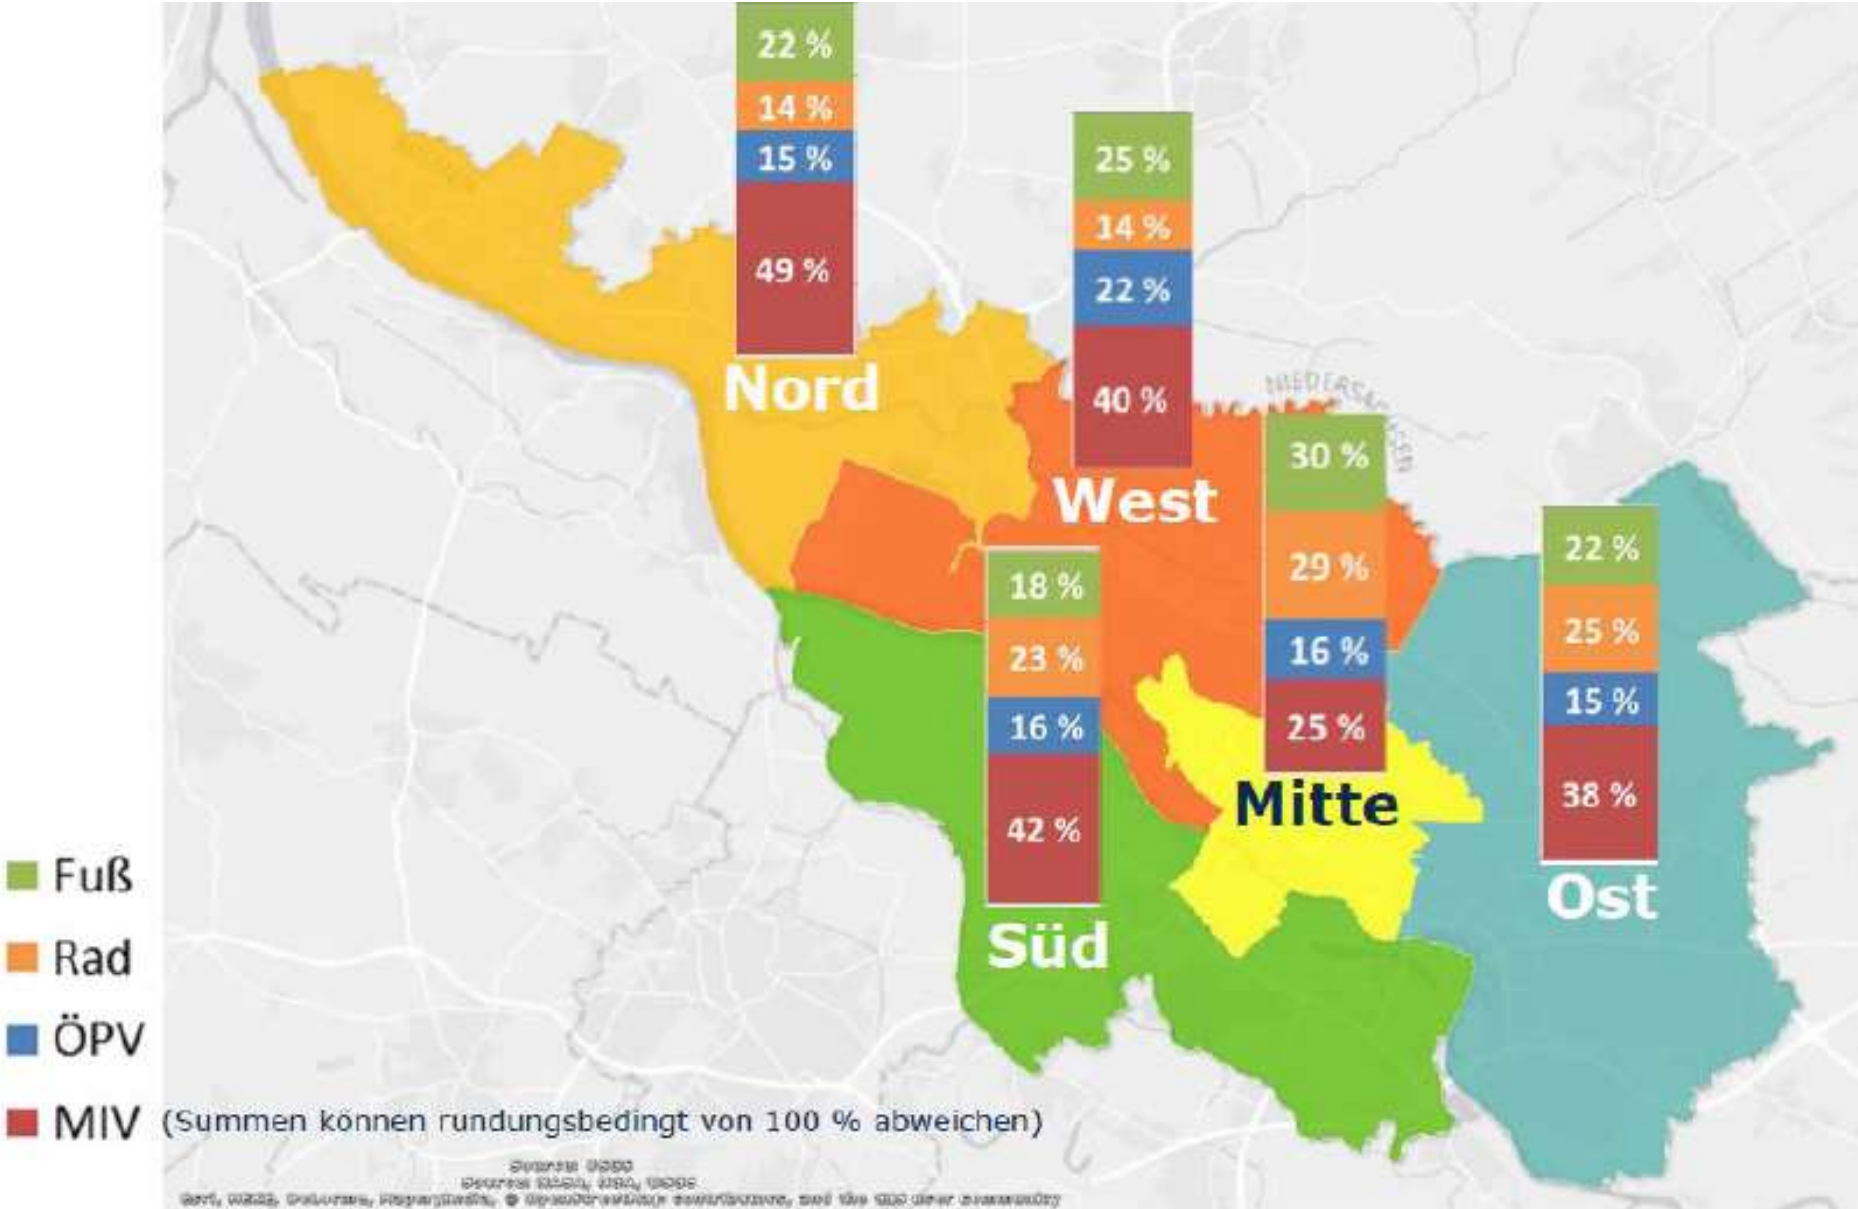 22 %
14 %
15 %
49 %
Nord
25 %
14 %
22 %
40 %
West
30 %
29 %
16 %
25 %
Mitte
18 %
23 %
16 %
42 %
Süd
22 %
25 %
15 %
38 %
Ost
Fuß
Rad
ÖPV
MIV (Summen können rundungsbedingt von 100 % abweichen)